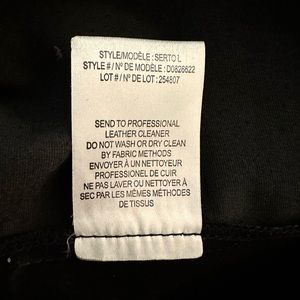 STYLE/MODÈLE : SERTO L
STYLE # / Nº DE MODÈLE : D0826622
LOT # / Nº DE LOT : 254807
SEND TO PROFESSIONAL
LEATHER CLEANER
DO NOT WASH OR DRY CLEAN
BY FABRIC METHODS
ENVOYER À UN NETTOYEUR
PROFESSIONEL DE CUIR
NE PAS LAVER OU NETTOYER À
SEC PAR LES MÊMES MÉTHODES
DE TISSUS